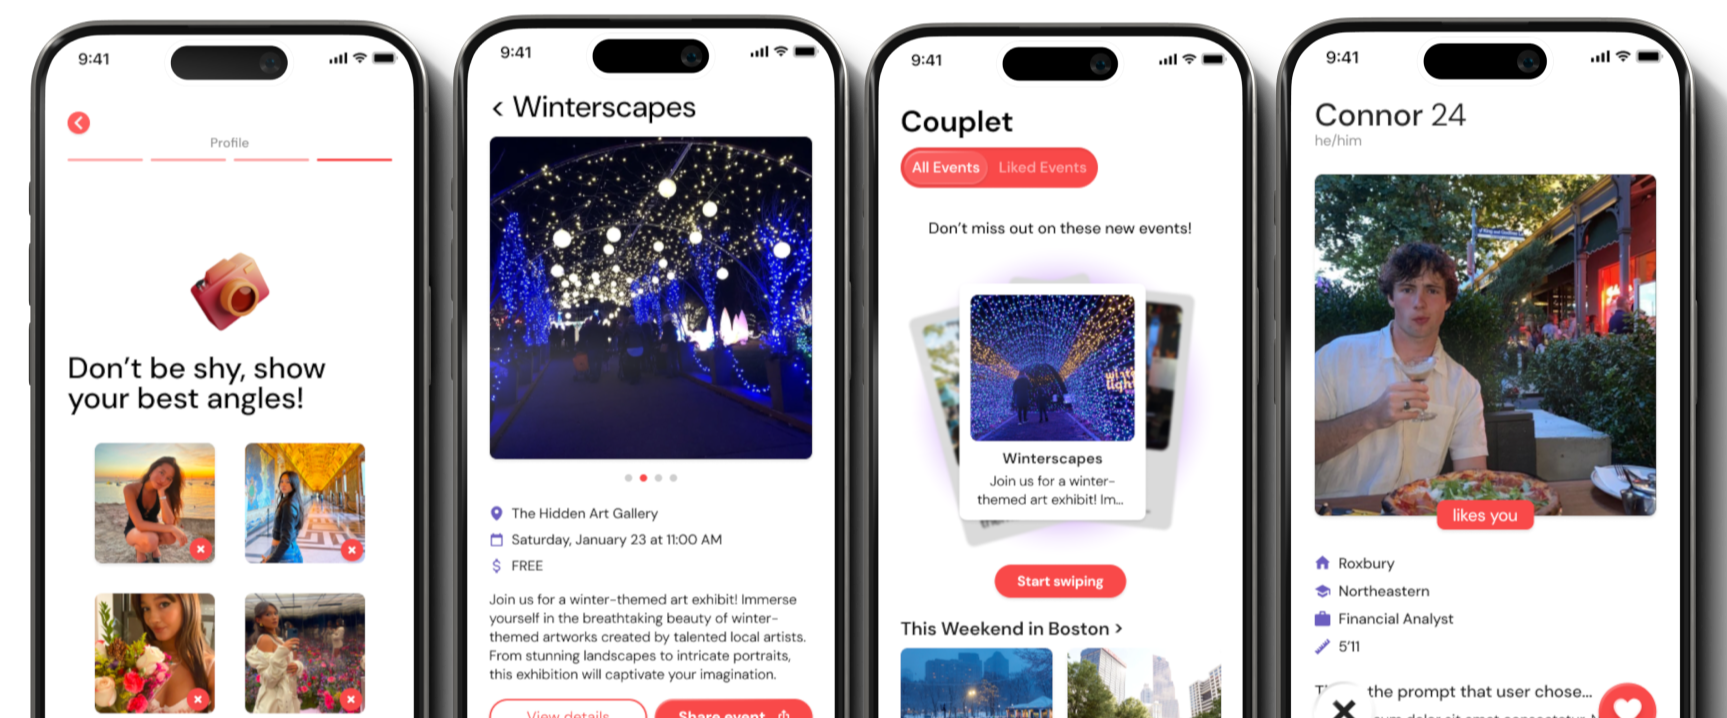 9:41
Profile
Don't be shy, show
your best angles!
9:41
< Winterscapes
The Hidden Art Gallery
Saturday, January 23 at 11:00 AM
$ FREE
Join us for a winter-themed art exhibit! Immerse
yourself in the breathtaking beauty of winter-
themed artworks created by talented local artists.
From stunning landscapes to intricate portraits,
this exhibition will captivate your imagination.
View details
Share event
9:41
Couplet
All Events
Liked Events
Don't miss out on these new events!
Winterscapes
Join us for a winter-
themed art exhibit! Im...
Start swiping
This Weekend in Boston >
9:41
Connor 24
he/him
likes you
Roxbury
Northeastern
Financial Analyst
5'11
the prompt that user chose...